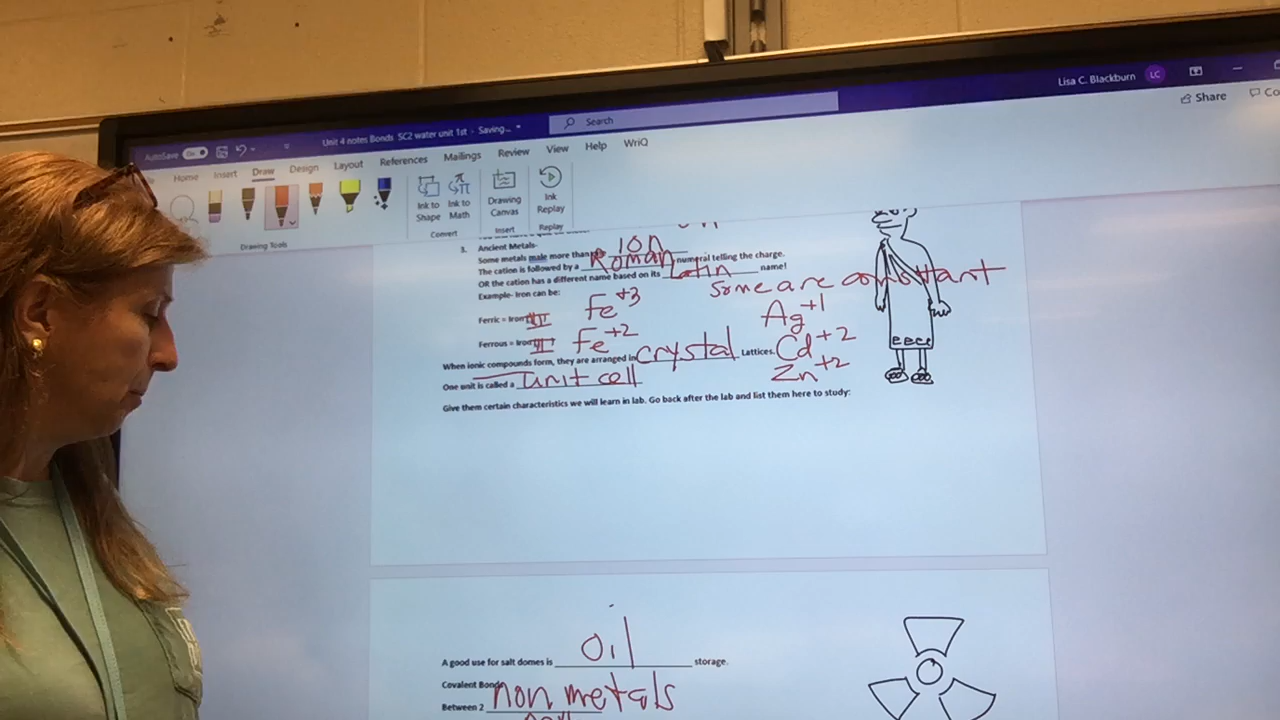 Lisa C. Blackburn LC
AutoSave On Unit 4 notes Bonds SC2 water unit 1st - Saving... Search
Share Co
Home Insert Draw Design Layout References Mailings Review View Help WriQ
Ink to Shape
Ink to Math
Drawing Canvas
Ink Replay
Drawing Tools Convert Insert Replay
3. Ancient Metals-
Some metals male more than ion
The cation is followed by a Roman numeral telling the charge.
OR the cation has a different name based on its Latin name!
Example- Iron can be:
Some are constant
Ferric = Iron III Fe+3 Ag+1
Ferrous = Iron II Fe+2 Cd+2
When ionic compounds form, they are arranged in crystal Lattices.
Zn+2
One unit is called a unit cell
Give them certain characteristics we will learn in lab. Go back after the lab and list them here to study:
A good use for salt domes is oil storage.
Covalent Bonds
Between 2 non metals